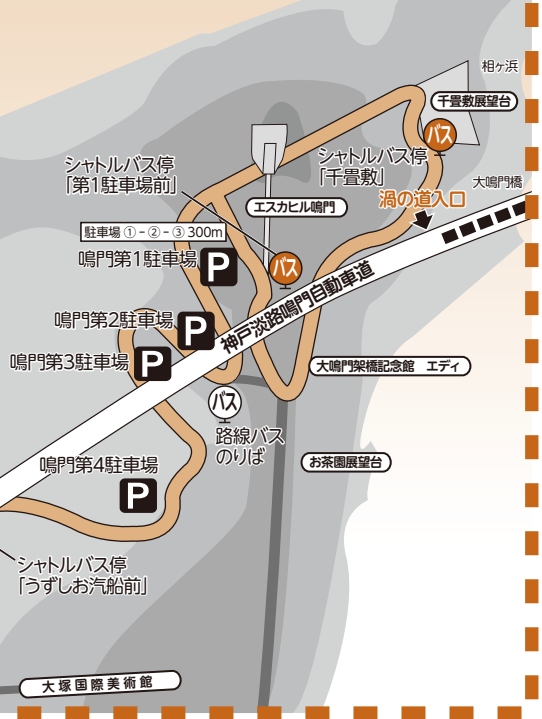 相ヶ浜
千畳敷展望台
バス
シャトルバス停
「千畳敷」
シャトルバス停
「第1駐車場前」
大鳴門橋
渦の道入口
エスカヒル鳴門
駐車場 ①-②-③ 300m
鳴門第1駐車場
P
バス
神戸淡路鳴門自動車道
鳴門第2駐車場
P
鳴門第3駐車場
P
大鳴門架橋記念館 エディ
バス
路線バス
のりば
鳴門第4駐車場
P
お茶園展望台
シャトルバス停
「うずしお汽船前」
大塚国際美術館